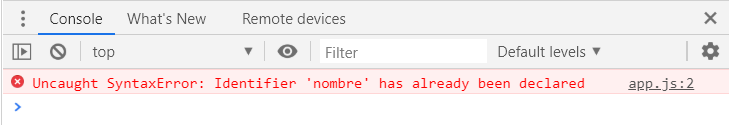 Console What's New Remote devices
top Filter Default levels
Uncaught SyntaxError: Identifier 'nombre' has already been declared app.js:2